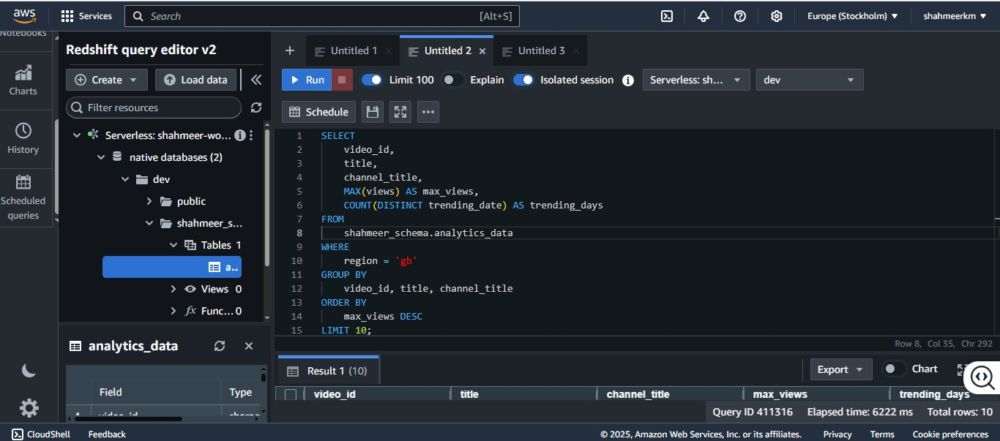 aws Services Search [Alt+S] Europe (Stockholm) shahmeerkm
Notebooks
Charts
History
Scheduled
queries
Redshift query editor v2
Create Load data
Filter resources
Serverless: shahmeer-wo...
native databases (2)
dev
public
shahmeer_s...
Tables 1
a..
Views 0
fx Func... 0
analytics_data
Field Type
Untitled 1 Untitled 2 Untitled 3
Run Limit 100 Explain Isolated session Serverless: sh... dev
Schedule
1 SELECT
2 video_id,
3 title,
4 channel_title,
5 MAX(views) AS max_views,
6 COUNT(DISTINCT trending_date) AS trending_days
7 FROM
8 shahmeer_schema.analytics_data
9 WHERE
10 region = 'gb'
11 GROUP BY
12 video_id, title, channel_title
13 ORDER BY
14 max_views DESC
15 LIMIT 10;
Row 8, Col 35, Chr 292
Result 1 (10) Export Chart
video_id title channel_title max_views trending_days
Query ID 411316 Elapsed time: 6222 ms Total rows: 10
CloudShell Feedback © 2025, Amazon Web Services, Inc. or its affiliates. Privacy Terms Cookie preferences